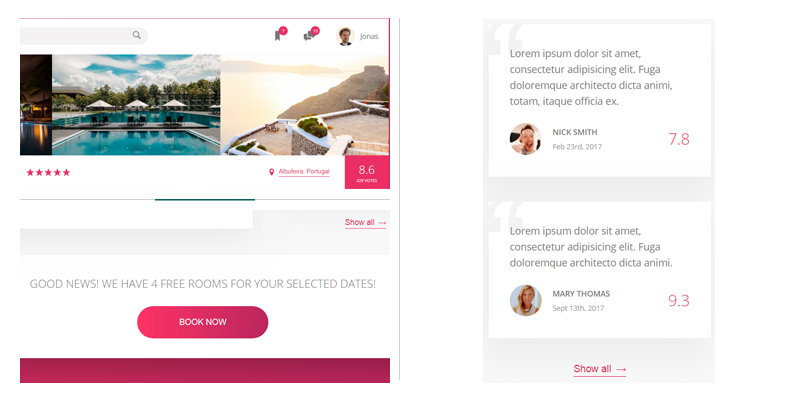 7
14
Jonas
Albufeira, Portugal
8.6
429 VOTES
Show all →
GOOD NEWS! WE HAVE 4 FREE ROOMS FOR YOUR SELECTED DATES!
BOOK NOW
“
Lorem ipsum dolor sit amet,
consectetur adipisicing elit. Fuga
doloremque architecto dicta animi,
totam, itaque officia ex.
NICK SMITH
Feb 23rd, 2017
7.8
“
Lorem ipsum dolor sit amet,
consectetur adipisicing elit. Fuga
doloremque architecto dicta animi.
MARY THOMAS
Sept 13th, 2017
9.3
Show all →